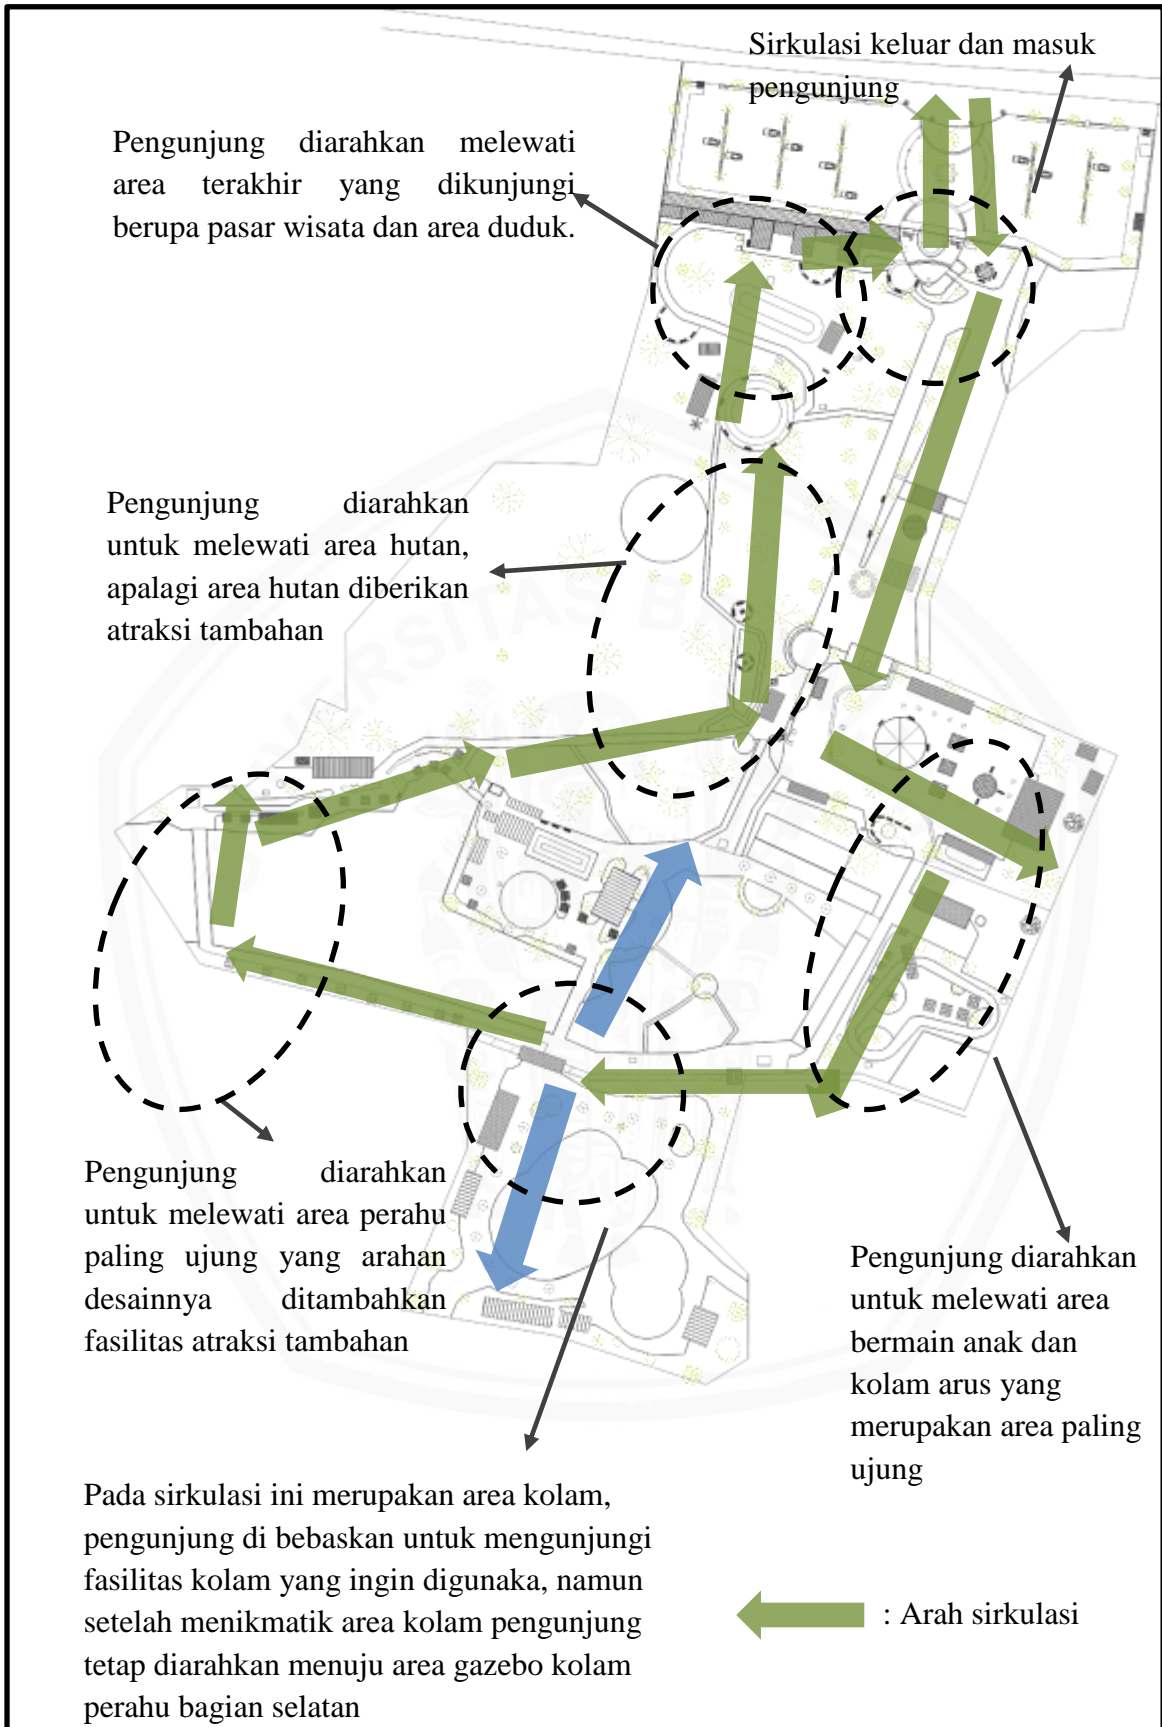 Sirkulasi keluar dan masuk
pengunjung
Pengunjung diarahkan melewati
area terakhir yang dikunjungi
berupa pasar wisata dan area duduk.
Pengunjung diarahkan
untuk melewati area hutan,
apalagi area hutan diberikan
atraksi tambahan
Pengunjung diarahkan
untuk melewati area perahu
paling ujung yang arahan
desainnya ditambahkan
fasilitas atraksi tambahan
Pengunjung diarahkan
untuk melewati area
bermain anak dan
kolam arus yang
merupakan area paling
ujung
Pada sirkulasi ini merupakan area kolam,
pengunjung di bebaskan untuk mengunjungi
fasilitas kolam yang ingin digunaka, namun
setelah menikmatik area kolam pengunjung
tetap diarahkan menuju area gazebo kolam
perahu bagian selatan
: Arah sirkulasi